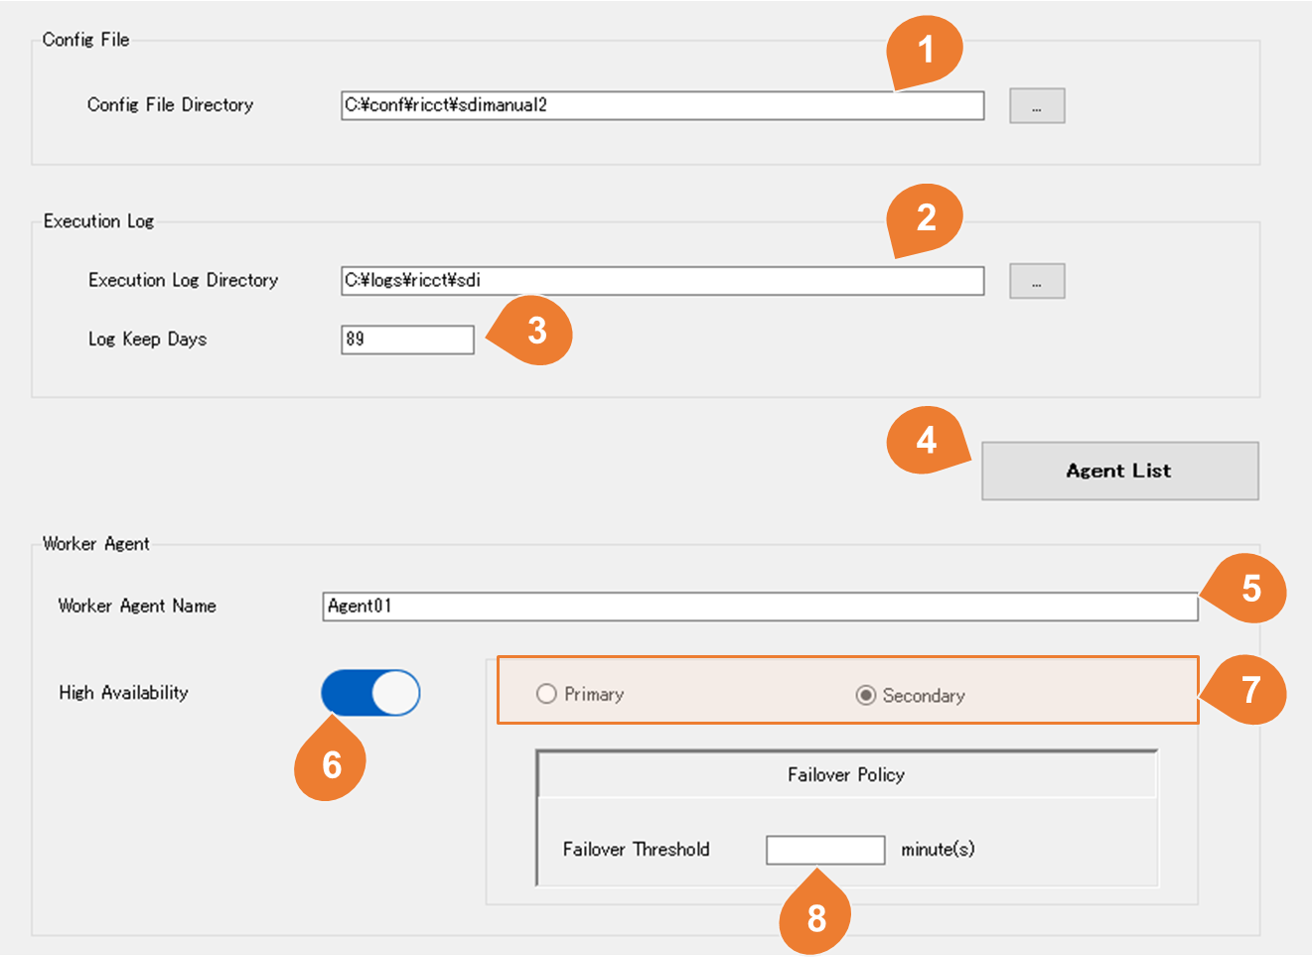 Config File
1
Config File Directory C:¥conf¥ricct¥sdimanual2 ...
Execution Log
2
Execution Log Directory C:¥logs¥ricct¥sdi ...
Log Keep Days 89 3
4
Agent List
Worker Agent
Worker Agent Name Agent01 5
High Availability Primary Secondary 7
6
Failover Policy
Failover Threshold minute(s)
8